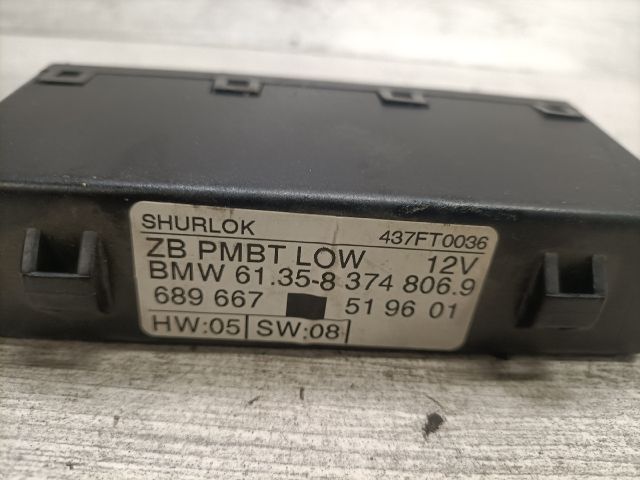 SHURLOK 437FT0036
ZB PMBT LOW 12V
BMW 61.35-8 374 806.9
689 667 51 96 01
HW:05 SW:08